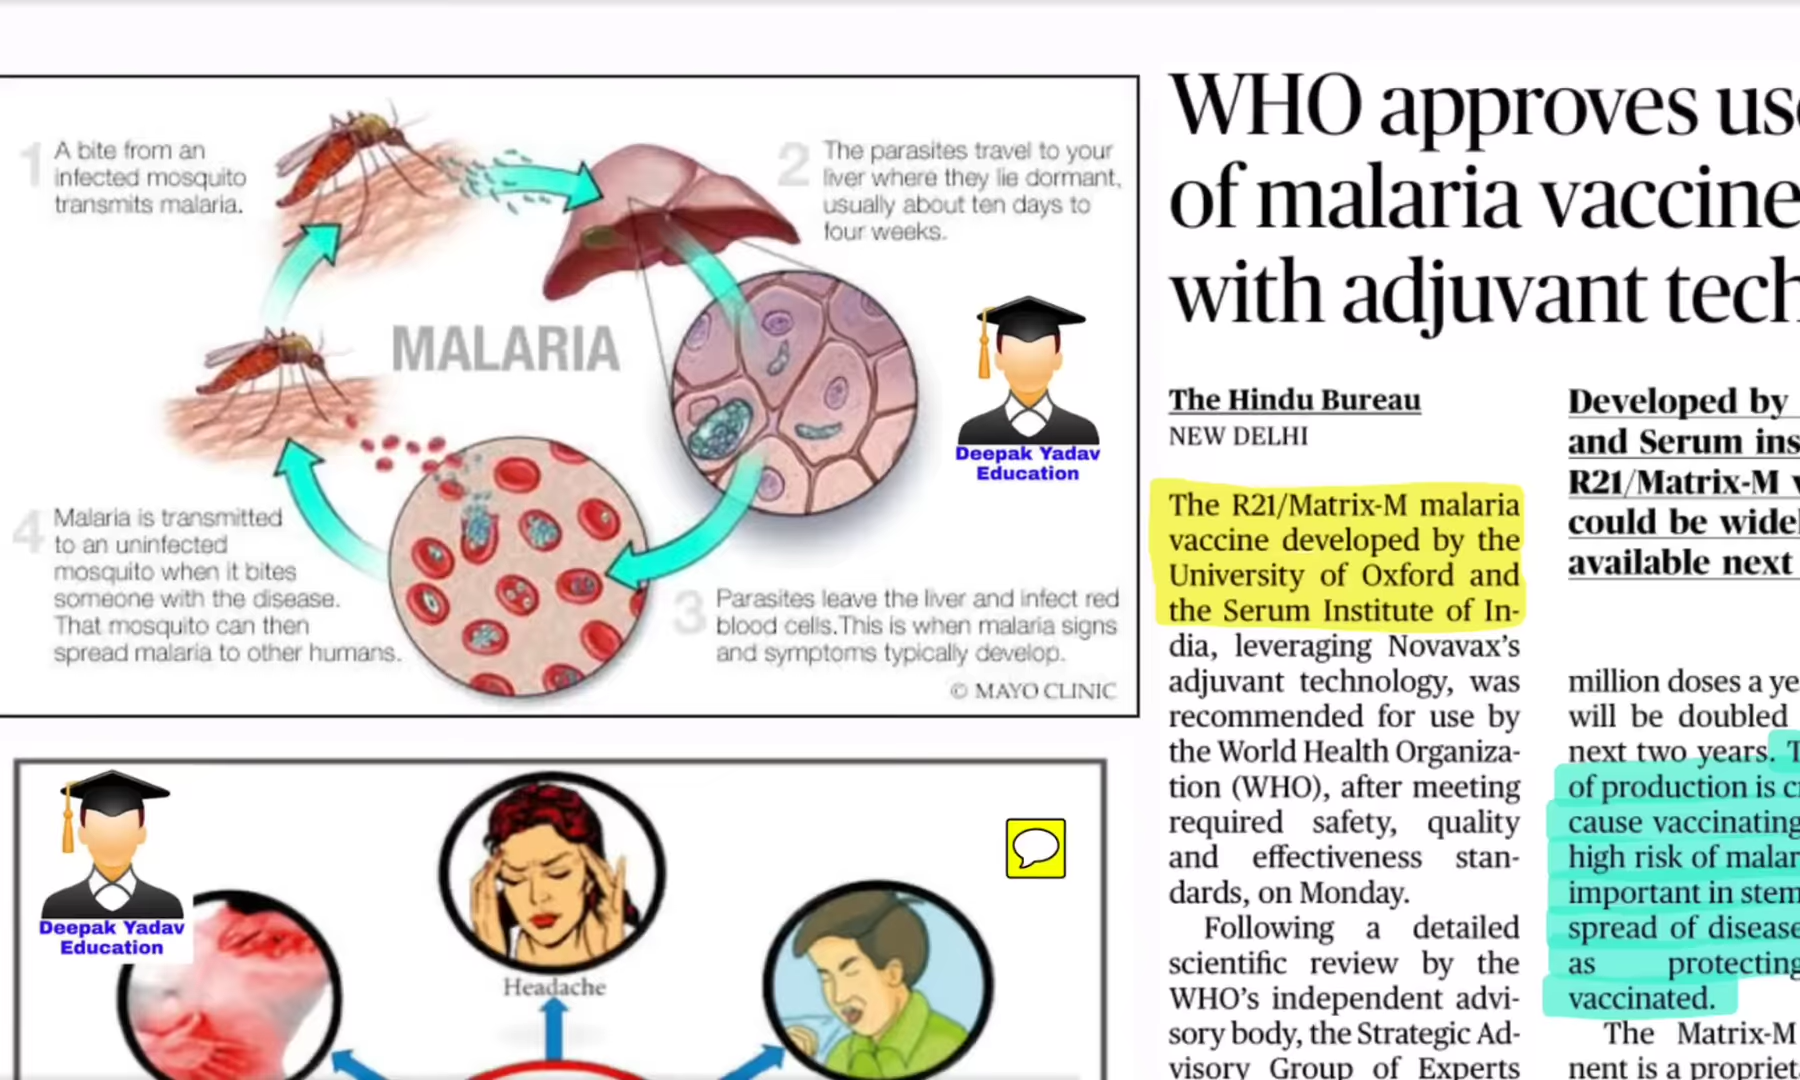 1
A bite from an
infected mosquito
transmits malaria.
2
The parasites travel to your
liver where they lie dormant,
usually about ten days to
four weeks.
MALARIA
Deepak Yadav
Education
4
Malaria is transmitted
to an uninfected
mosquito when it bites
someone with the disease.
That mosquito can then
spread malaria to other humans.
3
Parasites leave the liver and infect red
blood cells. This is when malaria signs
and symptoms typically develop.
© MAYO CLINIC
Deepak Yadav
Education
Headache
WHO approves
of malaria vaccine
with adjuvant
The Hindu Bureau
NEW DELHI
The R21/Matrix-M malaria
vaccine developed by the
University of Oxford and
the Serum Institute of In-
dia, leveraging Novavax's
adjuvant technology, was
recommended for use by
the World Health Organiza-
tion (WHO), after meeting
required safety, quality
and effectiveness stan-
dards, on Monday.
Following a detailed
scientific review by the
WHO's independent advi-
sory body, the Strategic Ad-
visory Group of Experts
Developed by
and Serum
R21/Matrix-M
could be
available next
million doses a
will be doubled
next two years.
of production is
cause vaccinating
high risk of
important in
spread of disease
as protecting
vaccinated.
The Matrix-M
nent is a